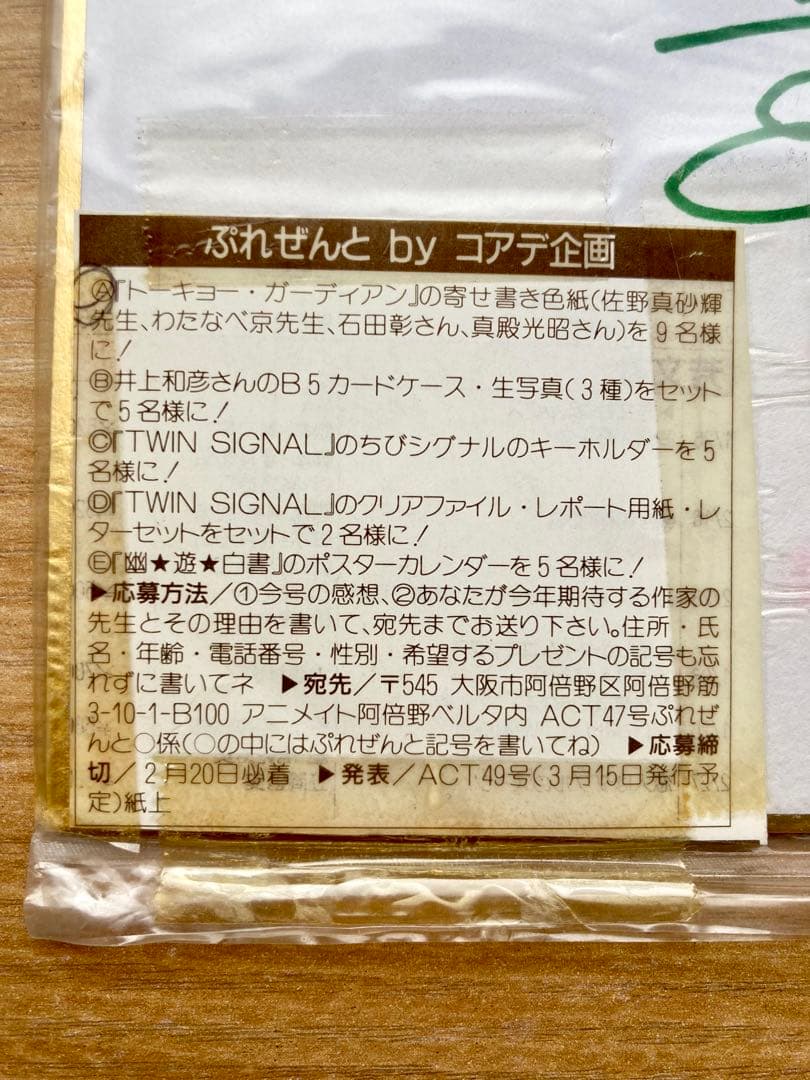 ぷれぜんと by コアデ企画
Ⓐ『トーキョー・ガーディアン』の寄せ書き色紙(佐野真砂輝
先生、わたなべ京先生、石田彰さん、真殿光昭さん)を9名様
に!
Ⓑ井上和彦さんのB5カードケース・生写真(3種)をセット
で5名様に!
Ⓒ『TWIN SIGNAL』のちびシグナルのキーホルダーを5
名様に!
Ⓓ『TWIN SIGNAL』のクリアファイル・レポート用紙・レ
ターセットをセットで2名様に!
Ⓔ『幽★遊★白書』のポスターカレンダーを5名様に!
▶応募方法/①今号の感想、②あなたが今年期待する作家の
先生とその理由を書いて、宛先までお送り下さい。住所・氏
名・年齢・電話番号・性別・希望するプレゼントの記号も忘
れずに書いてネ ▶宛先/〒545 大阪市阿倍野区阿倍野筋
3-10-1-B100 アニメイト阿倍野ベルタ内 ACT47号ぷれぜ
んと○係(○の中にはぷれぜんと記号を書いてね) ▶応募締
切/2月20日必着 ▶発表/ACT49号(3月15日発行予
定)紙上